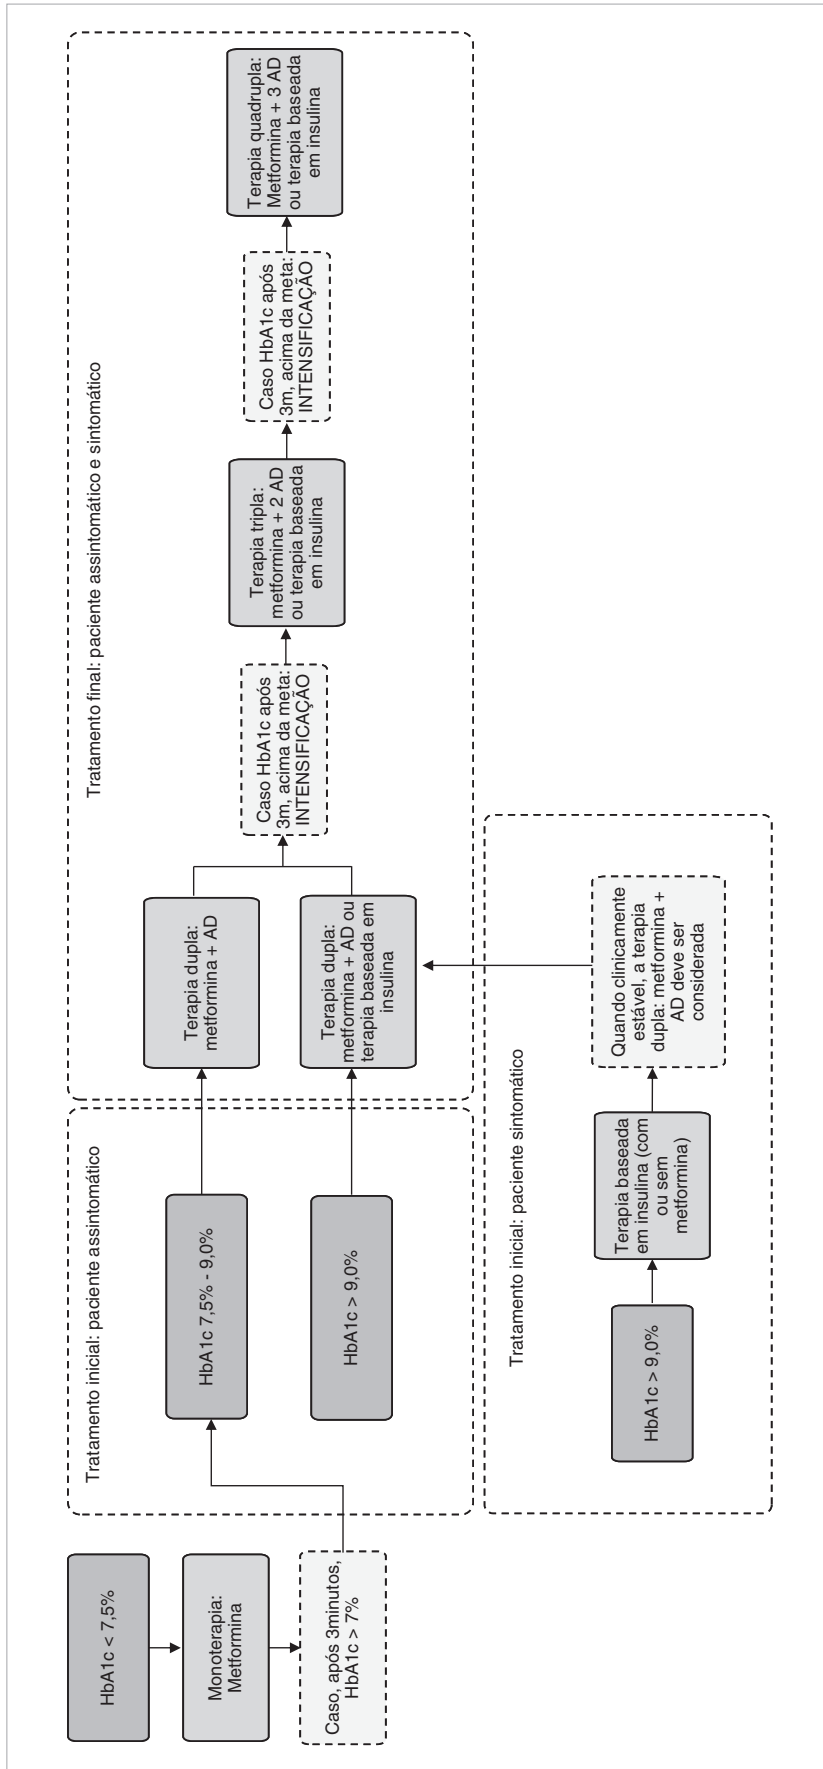 HbA1c < 7,5%
Monoterapia:
Metformina
Caso, após 3minutos,
HbA1c > 7%
Tratamento inicial: paciente assintomático
HbA1c 7,5% - 9,0%
HbA1c > 9,0%
Tratamento final: paciente assintomático e sintomático
Terapia dupla:
metformina + AD
Terapia dupla:
metformina + AD ou
terapia baseada em
insulina
Caso HbA1c após
3m, acima da meta:
INTENSIFICAÇÃO
Terapia tripla:
metformina + 2 AD
ou terapia baseada
em insulina
Caso HbA1c após
3m, acima da meta:
INTENSIFICAÇÃO
Terapia quadrupla:
Metformina + 3 AD
ou terapia baseada
em insulina
Tratamento inicial: paciente sintomático
HbA1c > 9,0%
Terapia baseada
em insulina (com
ou sem
metformina)
Quando clinicamente
estável, a terapia
dupla: metformina +
AD deve ser
considerada